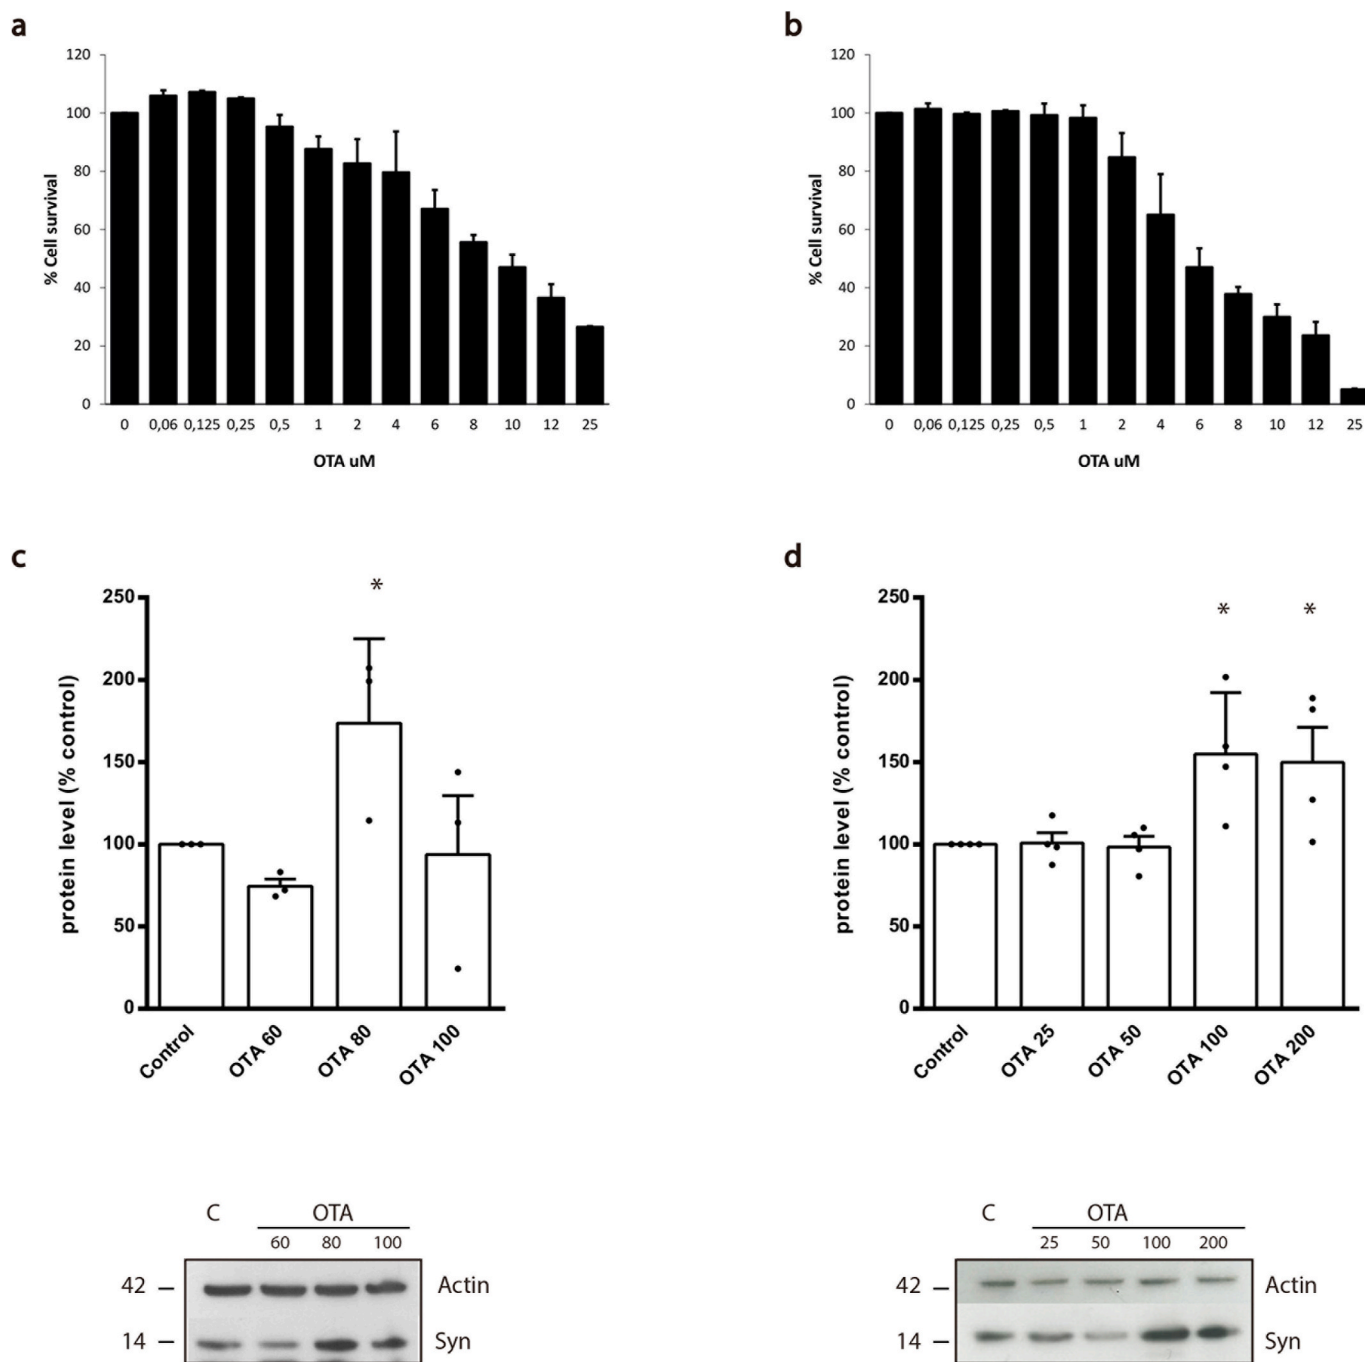 a
120
100
80
60
40
20
0
% Cell survival
0 0,06 0,125 0,25 0,5 1 2 4 6 8 10 12 25
OTA uM
b
120
100
80
60
40
20
0
% Cell survival
0 0,06 0,125 0,25 0,5 1 2 4 6 8 10 12 25
OTA uM
c
*
250
200
150
100
50
0
protein level (% control)
Control OTA 60 OTA 80 OTA 100
C OTA
60 80 100
42 Actin
14 Syn
d
* *
250
200
150
100
50
0
protein level (% control)
Control OTA 25 OTA 50 OTA 100 OTA 200
C OTA
25 50 100 200
42 Actin
14 Syn